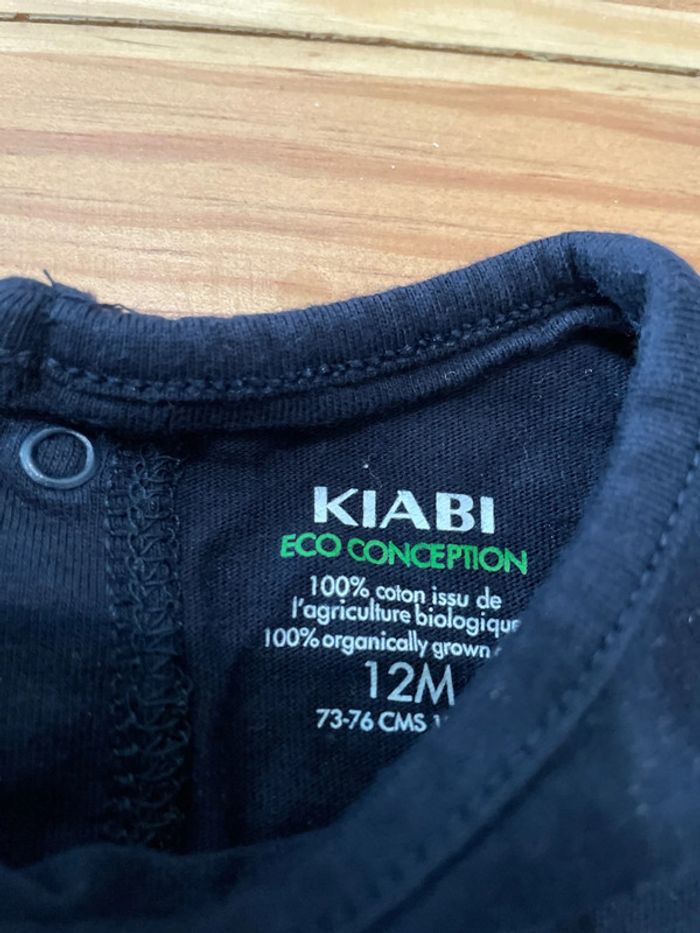 KIABI
ECO CONCEPTION
100% coton issu de
l'agriculture biologique
100% organically grown
12M
73-76 CMS